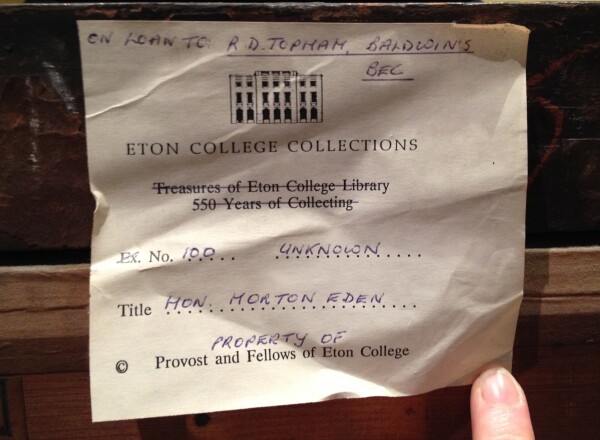 ON LOAN TO R.D. TOPHAM, BALDWIN'S
BEC
ETON COLLEGE COLLECTIONS
Treasures of Eton College Library
550 Years of Collecting
Ex. No. 100..... UNKNOWN
Title HON. MORTON EDEN
PROPERTY OF
© Provost and Fellows of Eton College